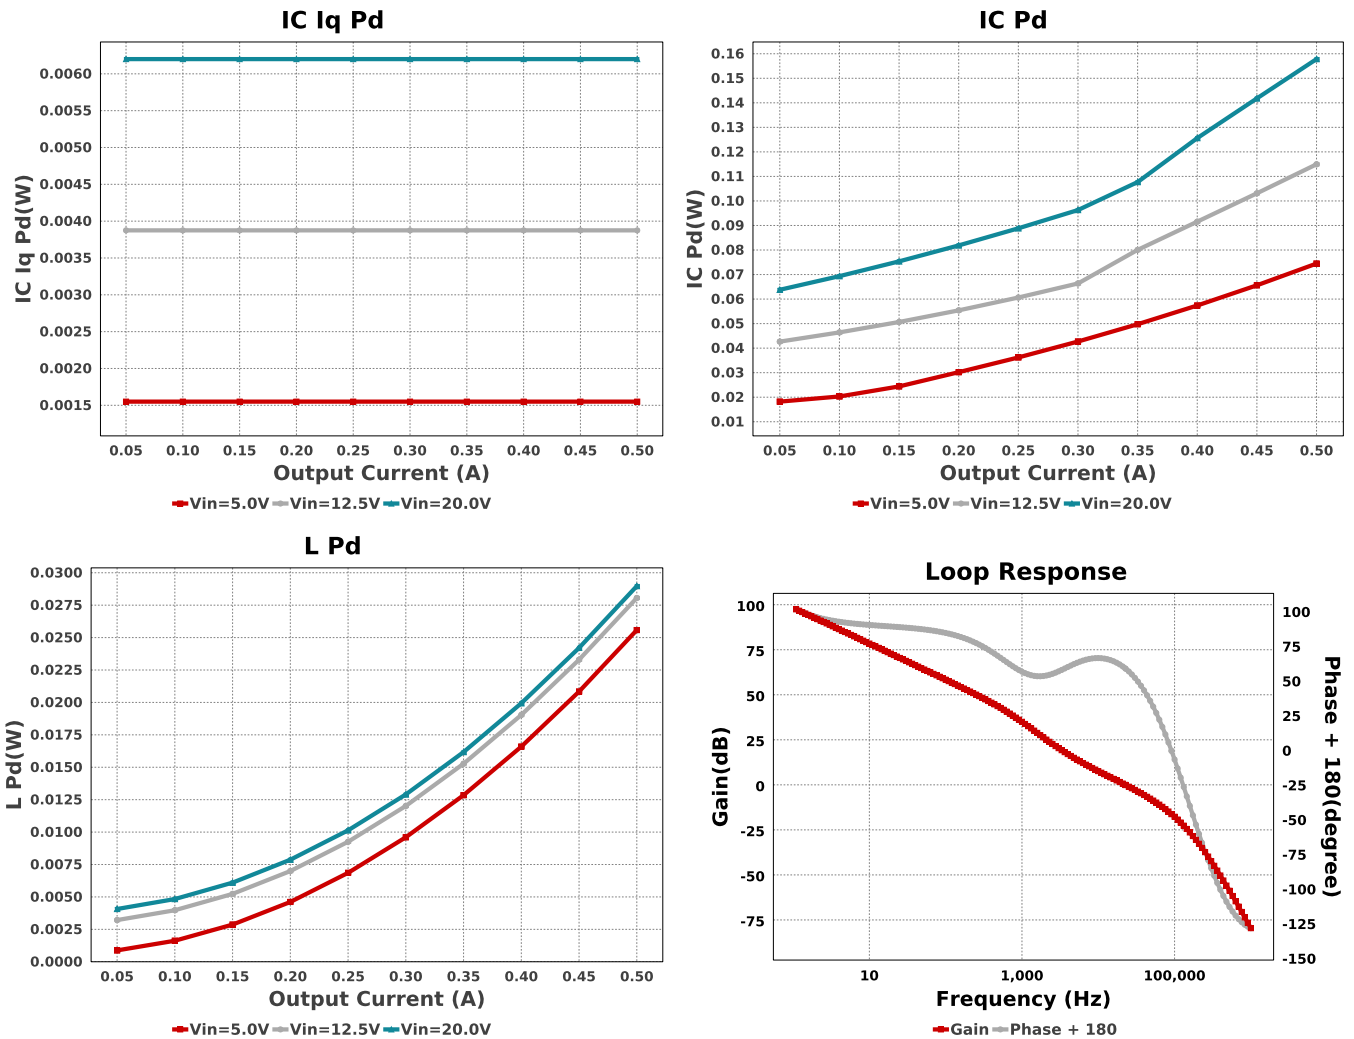 IC Iq Pd
IC Iq Pd(W)
0.0060
0.0055
0.0050
0.0045
0.0040
0.0035
0.0030
0.0025
0.0020
0.0015
0.05 0.10 0.15 0.20 0.25 0.30 0.35 0.40 0.45 0.50
Output Current (A)
Vin=5.0V Vin=12.5V Vin=20.0V
IC Pd
IC Pd(W)
0.16
0.15
0.14
0.13
0.12
0.11
0.10
0.09
0.08
0.07
0.06
0.05
0.04
0.03
0.02
0.01
0.05 0.10 0.15 0.20 0.25 0.30 0.35 0.40 0.45 0.50
Output Current (A)
Vin=5.0V Vin=12.5V Vin=20.0V
L Pd
L Pd(W)
0.0300
0.0275
0.0250
0.0225
0.0200
0.0175
0.0150
0.0125
0.0100
0.0075
0.0050
0.0025
0.0000
0.05 0.10 0.15 0.20 0.25 0.30 0.35 0.40 0.45 0.50
Output Current (A)
Vin=5.0V Vin=12.5V Vin=20.0V
Loop Response
Gain(dB)
100
75
50
25
0
-25
-50
-75
100
75
50
25
0
-25
-50
-75
-100
-125
-150
Phase + 180(degree)
10 1,000 100,000
Frequency (Hz)
Gain Phase + 180